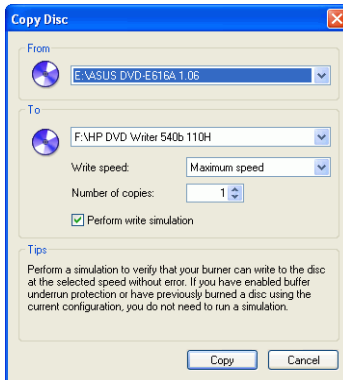 Copy Disc
From
E:\ASUS DVD-E616A 1.06
To
F:\HP DVD Writer 540b 110H
Write speed:
Maximum speed
Number of copies:
1
Perform write simulation
Tips
Perform a simulation to verify that your burner can write to the disc
at the selected speed without error. If you have enabled buffer
underrun protection or have previously burned a disc using the
current configuration, you do not need to run a simulation.
Copy
Cancel